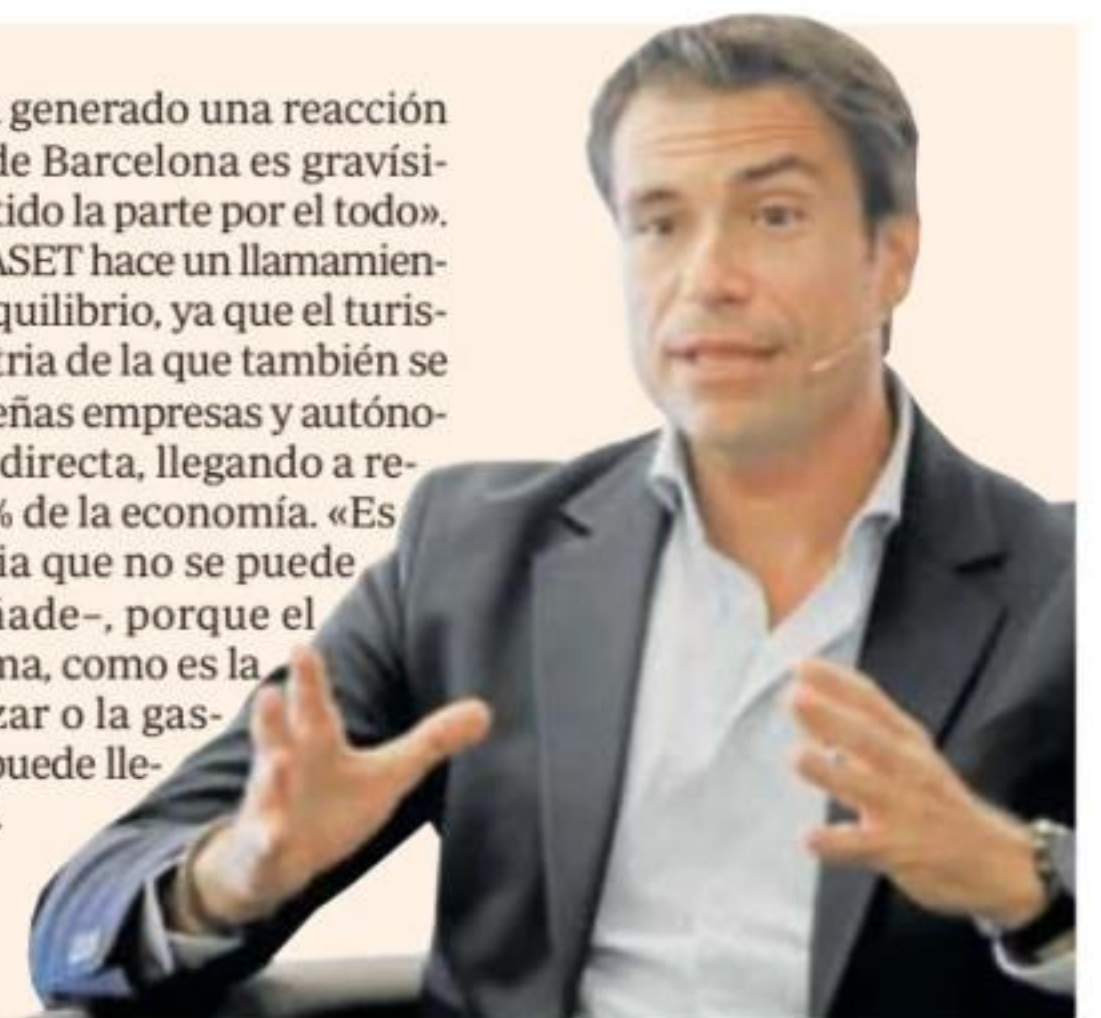 generado una reacción
de Barcelona es gravísi-
tido la parte por el todo».
ASET hace un llamamien-
quilibrio, ya que el turis-
tria de la que también se
eñas empresas y autóno-
directa, llegando a re-
% de la economía. «Es
ia que no se puede
ñade–, porque el
ma, como es la
zar o la gas-
puede lle-
.